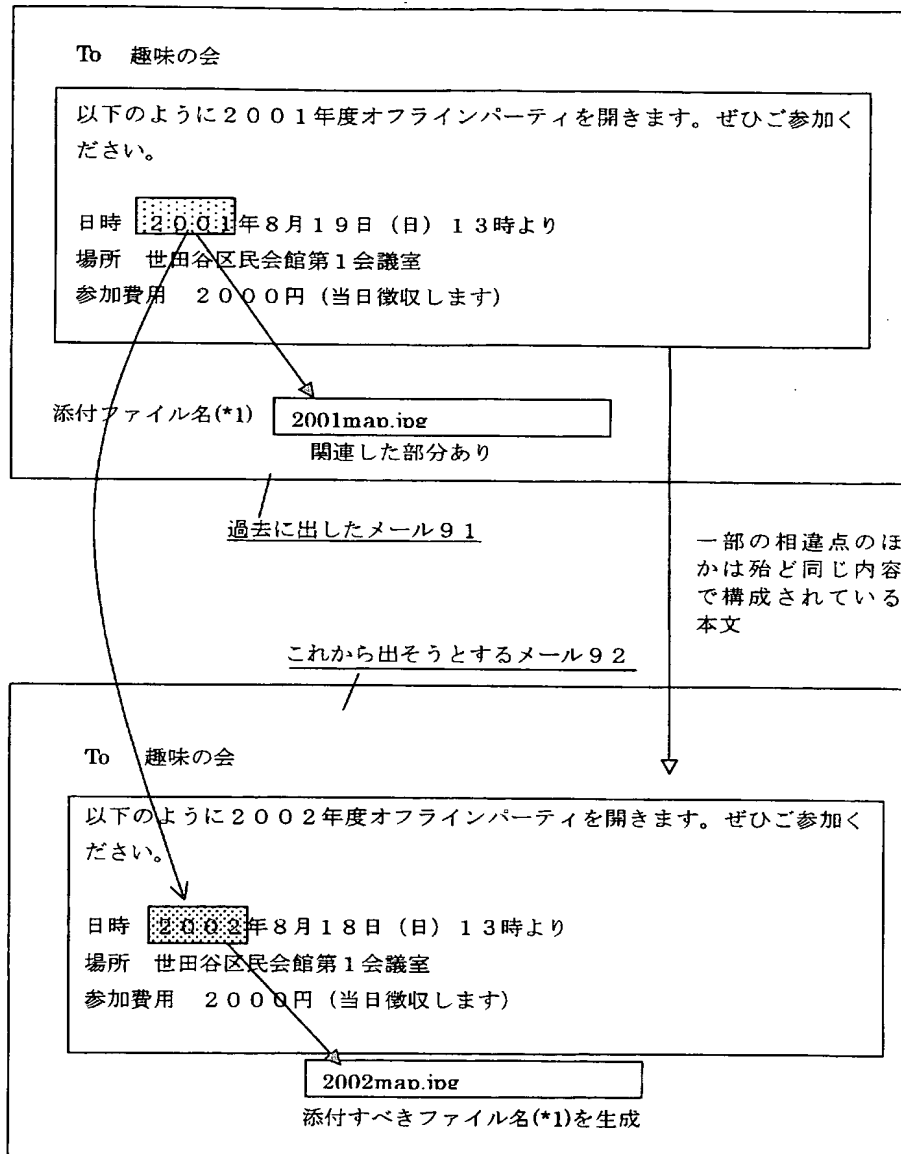 To 趣味の会
以下のように２００１年度オフラインパーティを開きます。ぜひご参加く
ださい。
日時 ２００１年８月１９日（日）１３時より
場所 世田谷区民会館第１会議室
参加費用 ２０００円（当日徴収します）
添付ファイル名(*1)
2001map.jpg
関連した部分あり
過去に出したメール９１
一部の相違点のほ
かは殆ど同じ内容
で構成されている
本文
これから出そうとするメール９２
To 趣味の会
以下のように２００２年度オフラインパーティを開きます。ぜひご参加く
ださい。
日時 ２００２年８月１８日（日）１３時より
場所 世田谷区民会館第１会議室
参加費用 ２０００円（当日徴収します）
2002map.jpg
添付すべきファイル名(*1)を生成